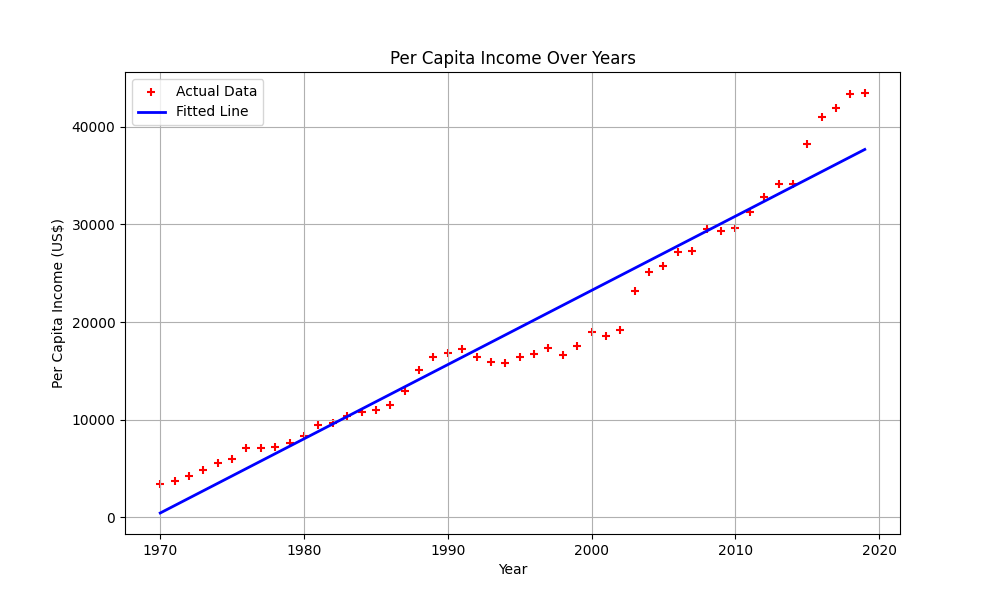 Per Capita Income Over Years
Actual Data
Fitted Line
Per Capita Income (US$)
40000
30000
20000
10000
0
1970 1980 1990 2000 2010 2020
Year